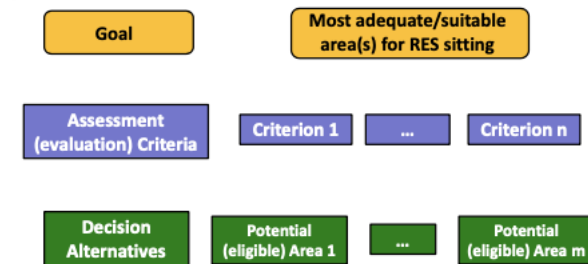 Goal
Most adequate/suitable
area(s) for RES sitting
Assessment
(evaluation) Criteria
Criterion 1
...
Criterion n
Decision
Alternatives
Potential
(eligible) Area 1
...
Potential
(eligible) Area m